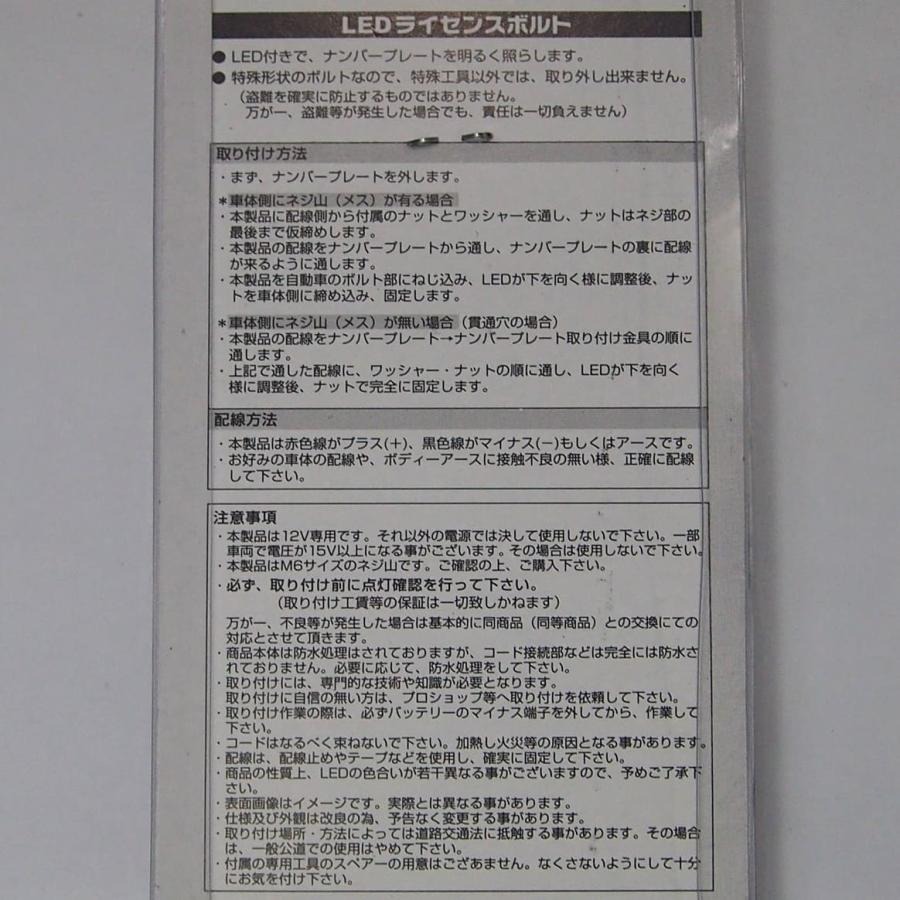 LEDライセンスボルト
● LED付きで、ナンバープレートを明るく照らします。
● 特殊形状のボルトなので、特殊工具以外では、取り外し出来ません。
（盗難を確実に防止するものではありません。
万が一、盗難等が発生した場合でも、責任は一切負えません）
取り付け方法
・まず、ナンバープレートを外します。
＊車体側にネジ山（メス）が有る場合
・本製品に配線側から付属のナットとワッシャーを通し、ナットはネジ部の
最後まで仮締めします。
・本製品の配線をナンバープレートから通し、ナンバープレートの裏に配線
が来るように通します。
・本製品を自動車のボルト部にねじ込み、LEDが下を向く様に調整後、ナッ
トを車体側に締め込み、固定します。
＊車体側にネジ山（メス）が無い場合（貫通穴の場合）
・本製品の配線をナンバープレート→ナンバープレート取り付け金具の順に
通します。
・上記で通した配線に、ワッシャー・ナットの順に通し、LEDが下を向く
様に調整後、ナットで完全に固定します。
配線方法
・本製品は赤色線がプラス(+)、黒色線がマイナス(−)もしくはアースです。
・お好みの車体の配線や、ボディーアースに接触不良の無い様、正確に配線
して下さい。
注意事項
・本製品は12V専用です。それ以外の電源では決して使用しないで下さい。一部
車両で電圧が15V以上になる事がございます。その場合は使用しないで下さい。
・本製品はM6サイズのネジ山です。ご確認の上、ご購入下さい。
・必ず、取り付け前に点灯確認を行って下さい。
（取り付け工賃等の保証は一切致しかねます）
万が一、不良等が発生した場合は基本的に同商品（同等商品）との交換にての
対応とさせて頂きます。
・商品本体は防水処理はされておりますが、コード接続部などは完全には防水さ
れておりません。必要に応じて、防水処理をして下さい。
・取り付けには、専門的な技術や知識が必要となります。
取り付けに自信の無い方は、プロショップ等へ取り付けを依頼して下さい。
・取り付け作業の際は、必ずバッテリーのマイナス端子を外してから、作業して
下さい。
・コードはなるべく束ねないで下さい。加熱し火災等の原因となる事があります。
・配線は、配線止めやテープなどを使用し、確実に固定して下さい。
・商品の性質上、LEDの色合いが若干異なる事がございますので、予めご了承下
さい。
・表面画像はイメージです。実際とは異なる事があります。
・仕様及び外観は改良の為、予告なく変更する事があります。
・取り付け場所・方法によっては道路交通法に抵触する事があります。その場合
は、一般公道での使用はやめて下さい。
・付属の専用工具のスペアーの用意はござあません。なくさないようにして十分
にお気を付け下さい。